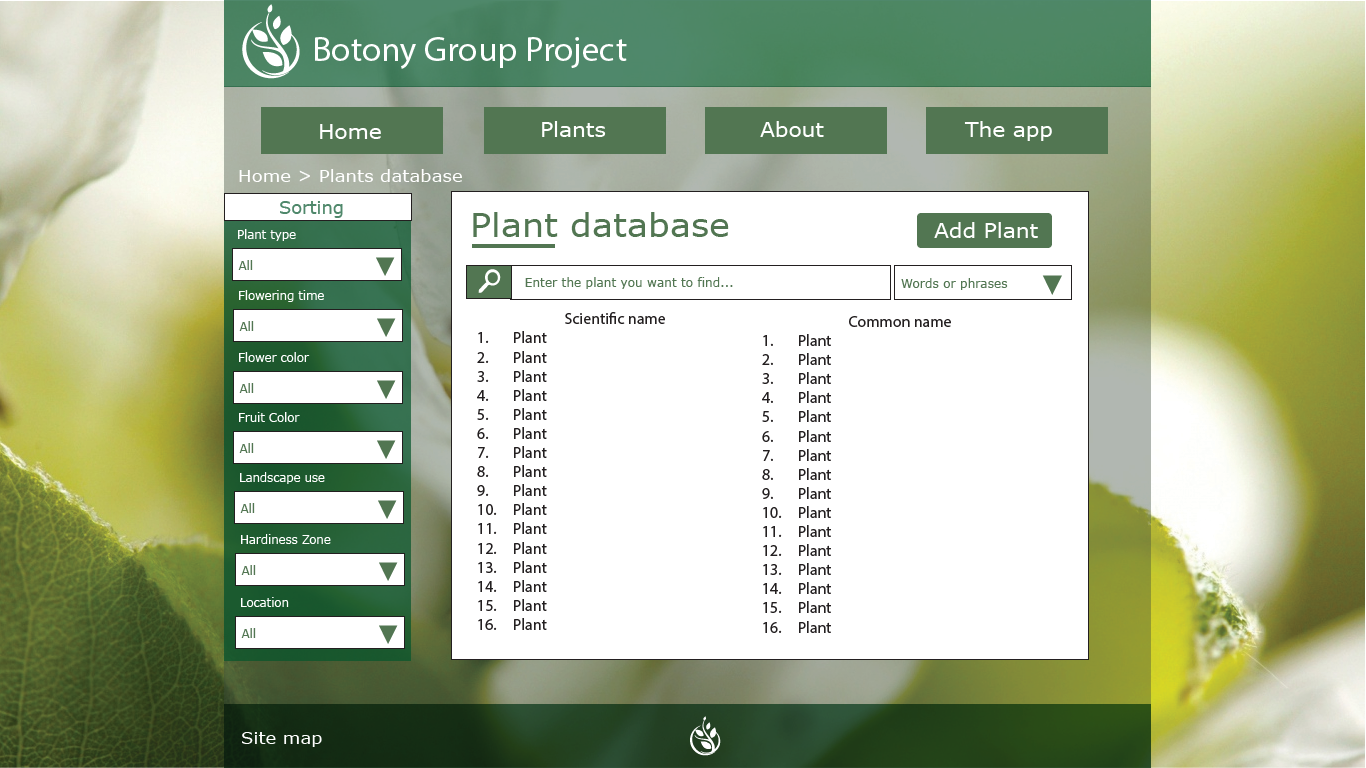 Botony Group Project
Home
Plants
About
The app
Home > Plants database
Sorting
Plant type
All
Flowering time
All
Flower color
All
Fruit Color
All
Landscape use
All
Hardiness Zone
All
Location
All
Plant database
Add Plant
Enter the plant you want to find...
Words or phrases
Scientific name
1. Plant
2. Plant
3. Plant
4. Plant
5. Plant
6. Plant
7. Plant
8. Plant
9. Plant
10. Plant
11. Plant
12. Plant
13. Plant
14. Plant
15. Plant
16. Plant
Common name
1. Plant
2. Plant
3. Plant
4. Plant
5. Plant
6. Plant
7. Plant
8. Plant
9. Plant
10. Plant
11. Plant
12. Plant
13. Plant
14. Plant
15. Plant
16. Plant
Site map